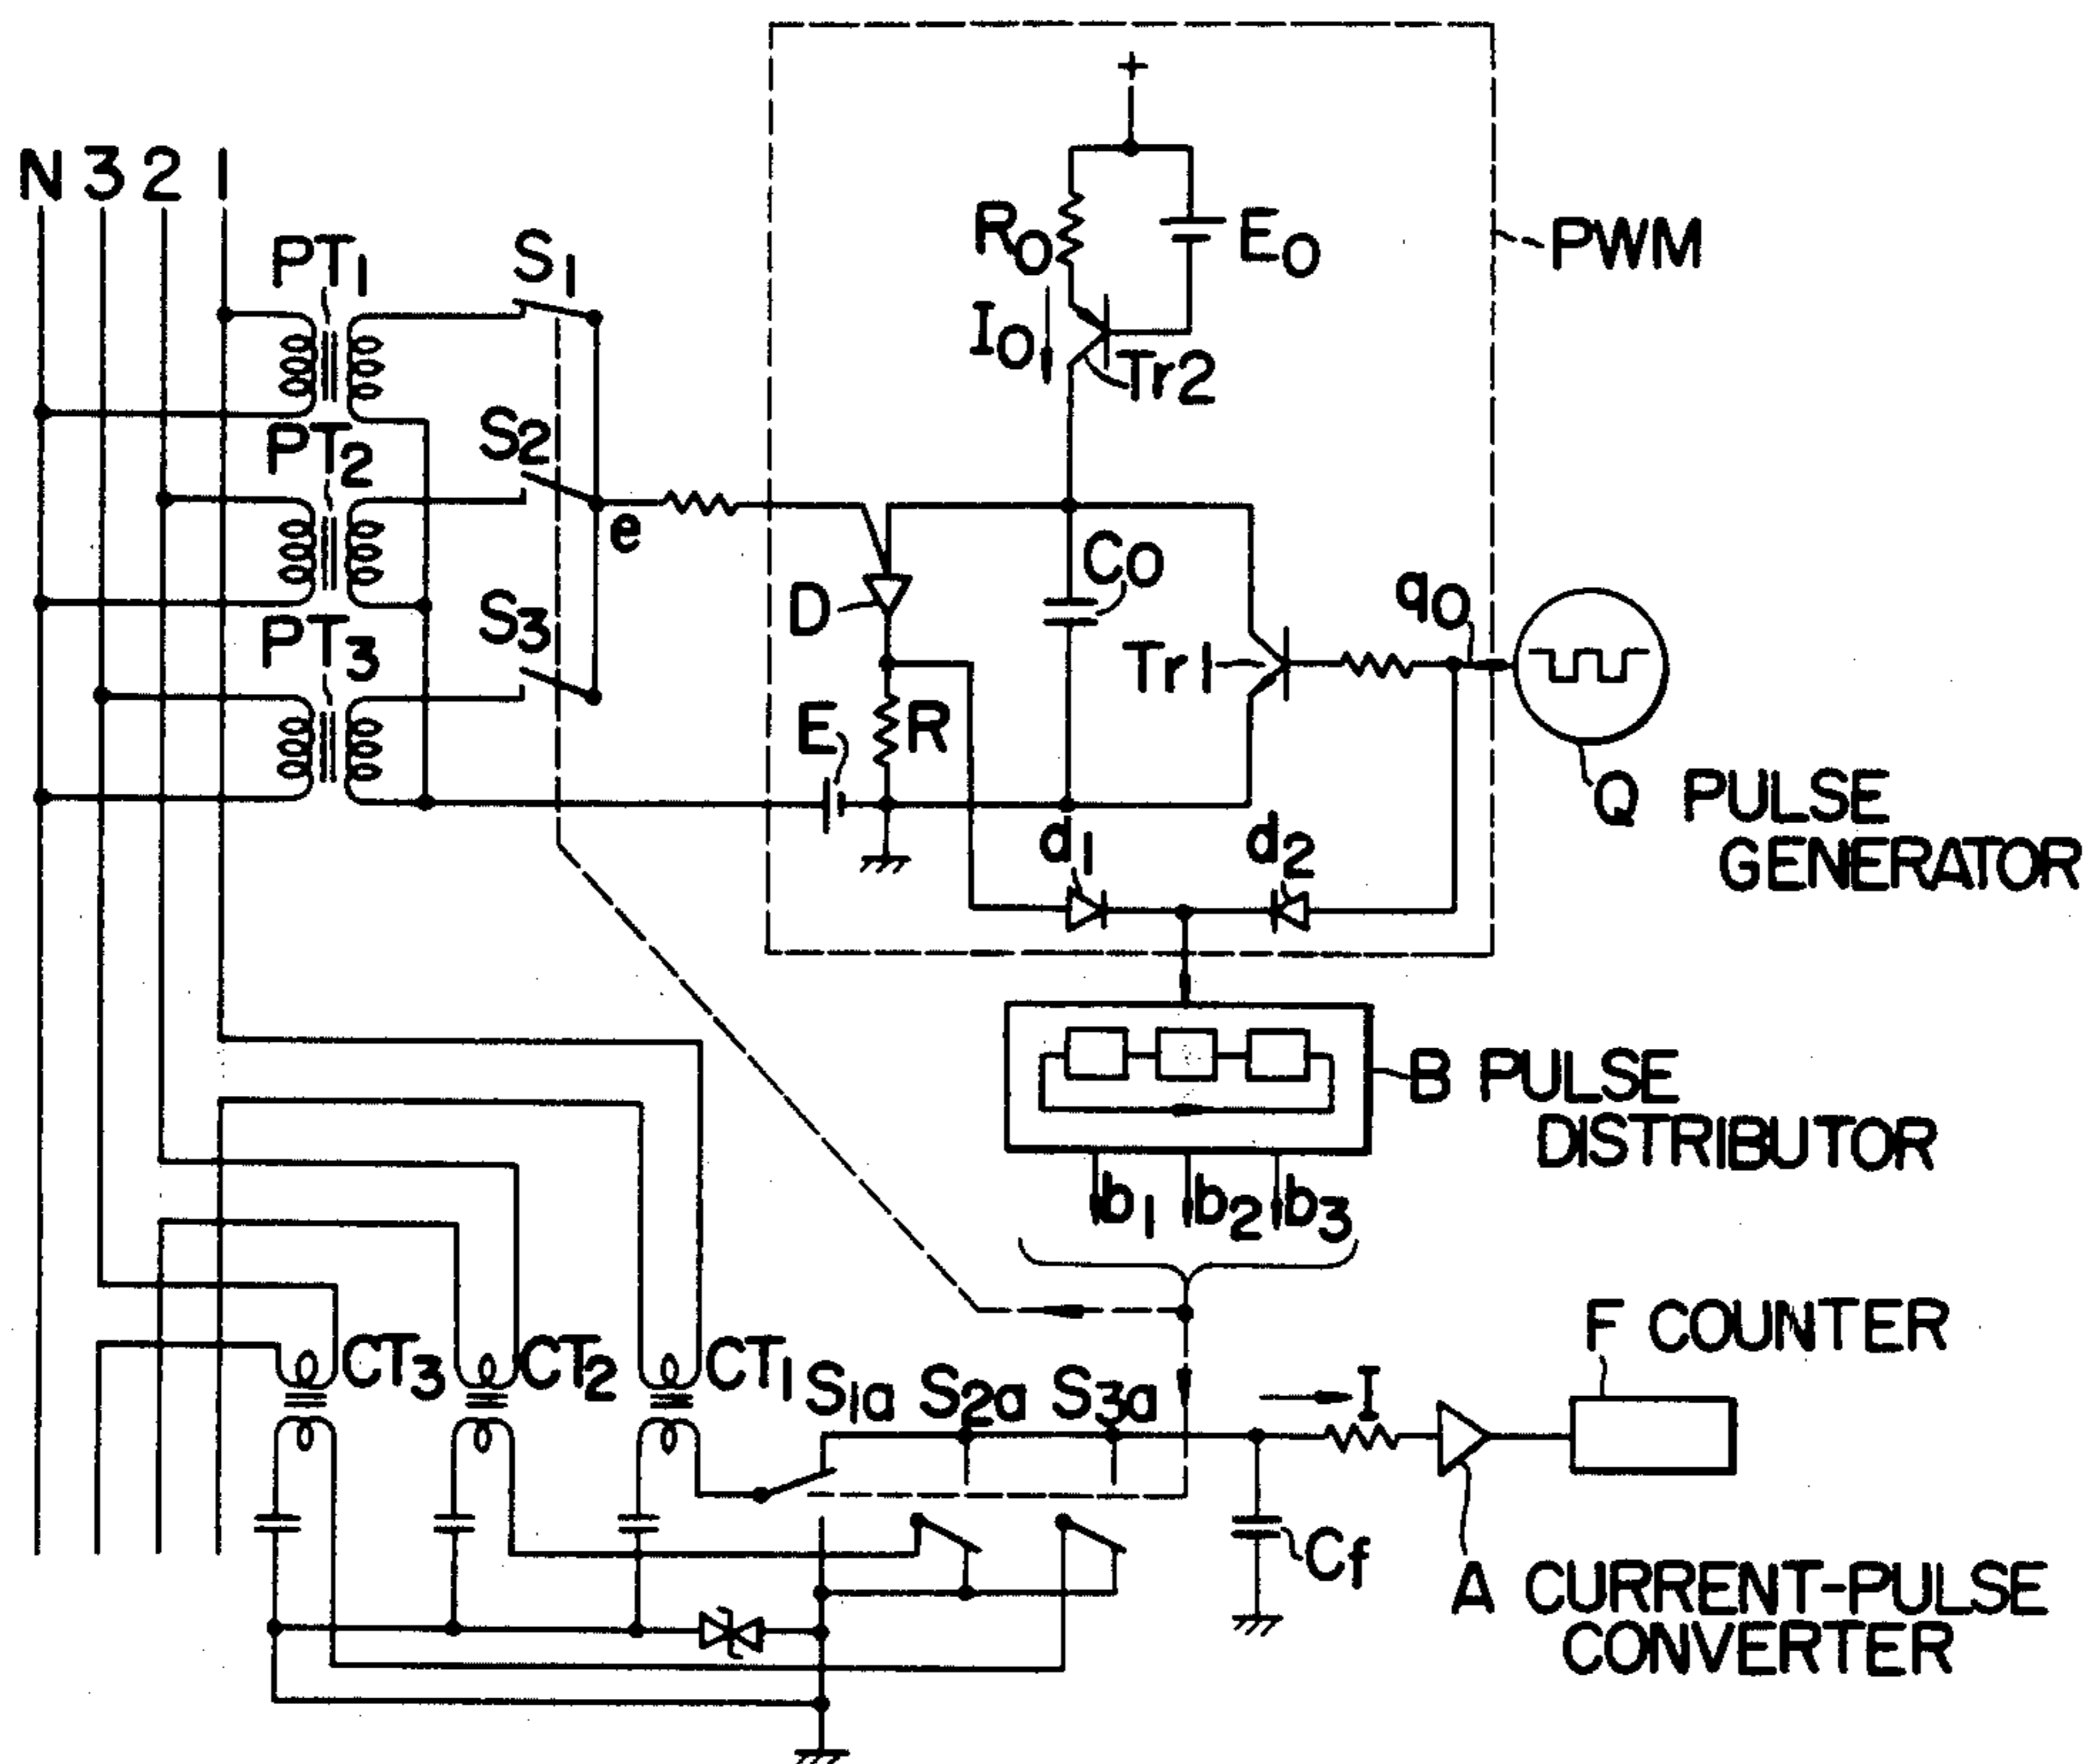 +
N 3 2 1
PT1
S1
R0
E0
PWM
I0
Tr2
PT2
S2
e
C0
q0
D
S3
PT3
Tr1
E
R
Q PULSE
GENERATOR
d1
d2
B PULSE
DISTRIBUTOR
b1 b2 b3
F COUNTER
CT3 CT2 CT1 S1a S2a S3a
I
Cf
A CURRENT-PULSE
CONVERTER